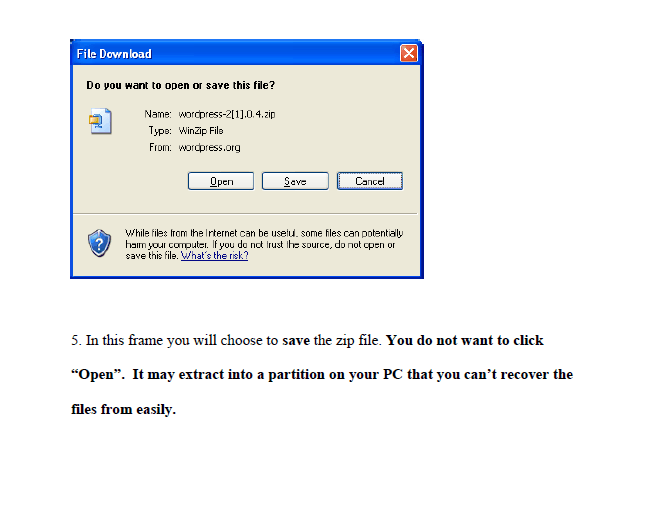 File Download
Do you want to open or save this file?
Name: wordpress-2[1].0.4.zip
Type: WinZip File
From: wordpress.org
Open Save Cancel
While files from the Internet can be useful, some files can potentially
harm your computer. If you do not trust the source, do not open or
save this file. What's the risk?
5. In this frame you will choose to save the zip file. You do not want to click
“Open”.  It may extract into a partition on your PC that you can’t recover the
files from easily.